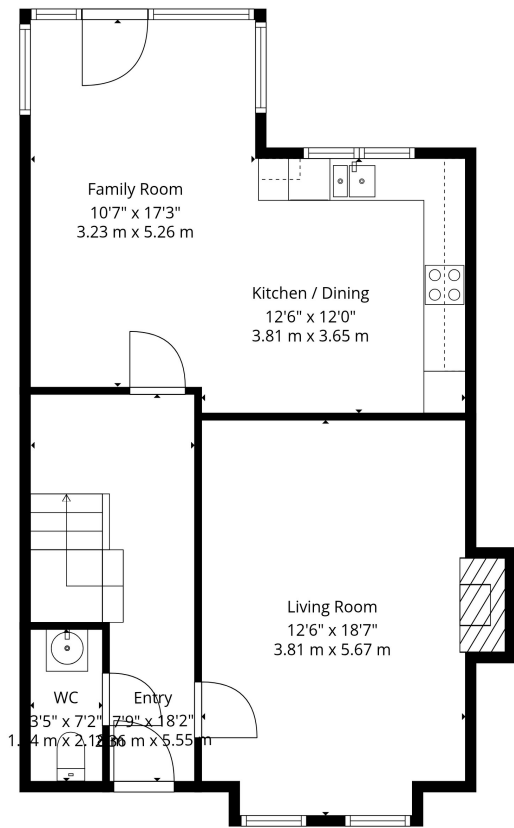 Family Room
10'7" x 17'3"
3.23 m x 5.26 m
Kitchen / Dining
12'6" x 12'0"
3.81 m x 3.65 m
Living Room
12'6" x 18'7"
3.81 m x 5.67 m
WC
3'5" x 7'2"
m x
Entry
7'9" x 18'2"
m x 5.55 m